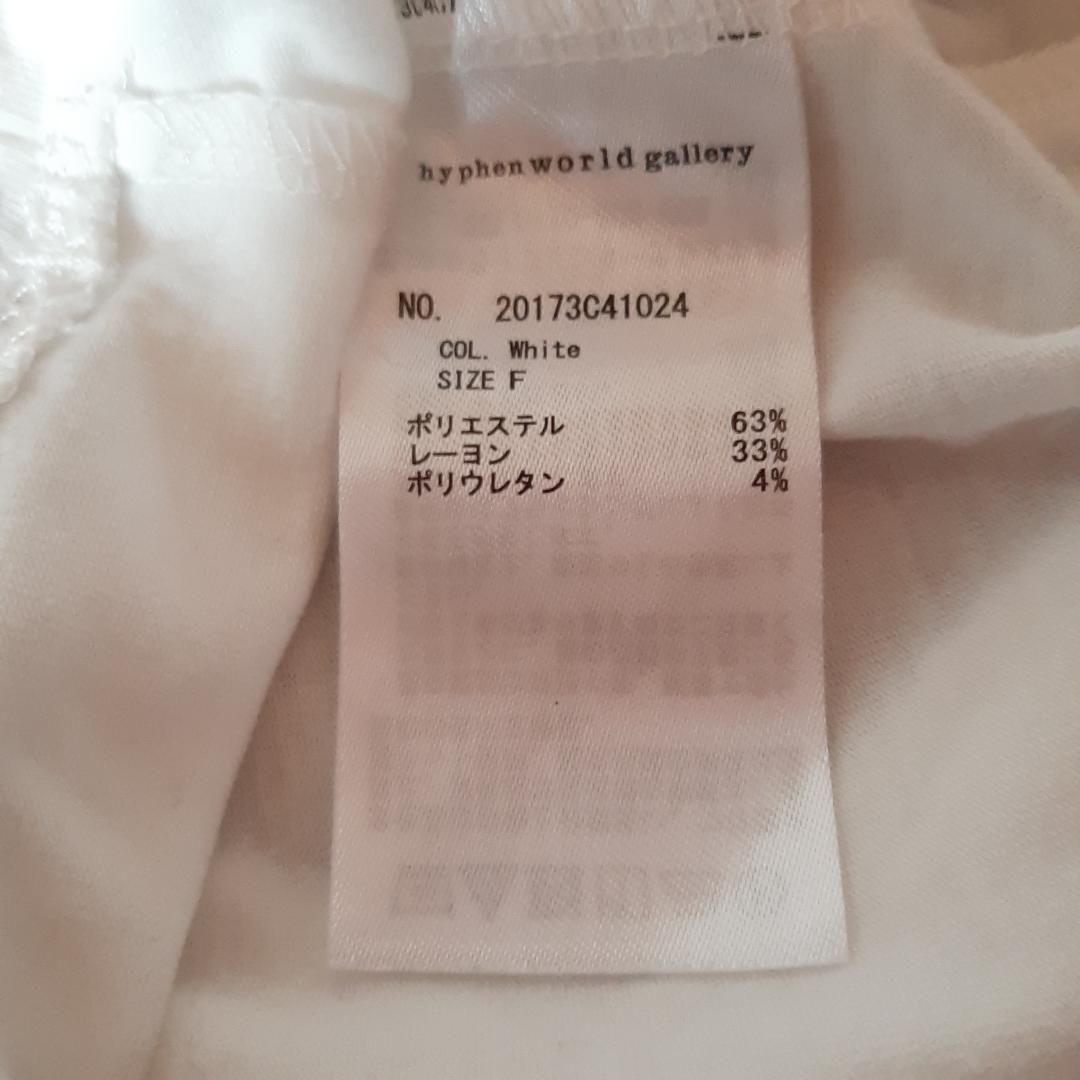 hyphen world gallery
NO. 20173C41024
COL. White
SIZE F
ポリエステル 63%
レーヨン 33%
ポリウレタン 4%